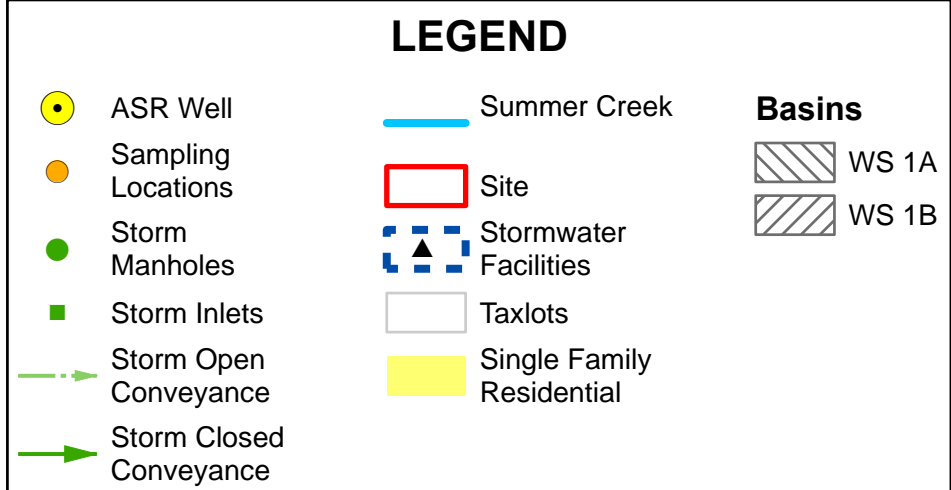 LEGEND
ASR Well
Sampling
Locations
Storm
Manholes
Storm Inlets
Storm Open
Conveyance
Storm Closed
Conveyance
Summer Creek
Site
Stormwater
Facilities
Taxlots
Single Family
Residential
Basins
WS 1A
WS 1B